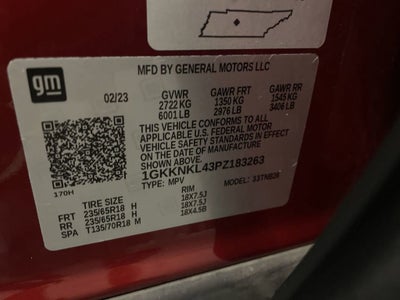 gm
MFD BY GENERAL MOTORS LLC
02/23 GVWR GAWR FRT GAWR RR
2722 KG 1350 KG 1545 KG
6001 LB 2976 LB 3406 LB
THIS VEHICLE CONFORMS TO ALL
APPLICABLE U.S. FEDERAL MOTOR
VEHICLE SAFETY STANDARDS IN EFFECT
ON THE DATE OF MANUFACTURE
1GKKNKL43PZ183263
170H TYPE: MPV MODEL: 33TNB26
TIRE SIZE RIM
FRT 235/65R18 H 18X7.5J
RR 235/65R18 H 18X7.5J
SPA T135/70R18 M 18X4.5B